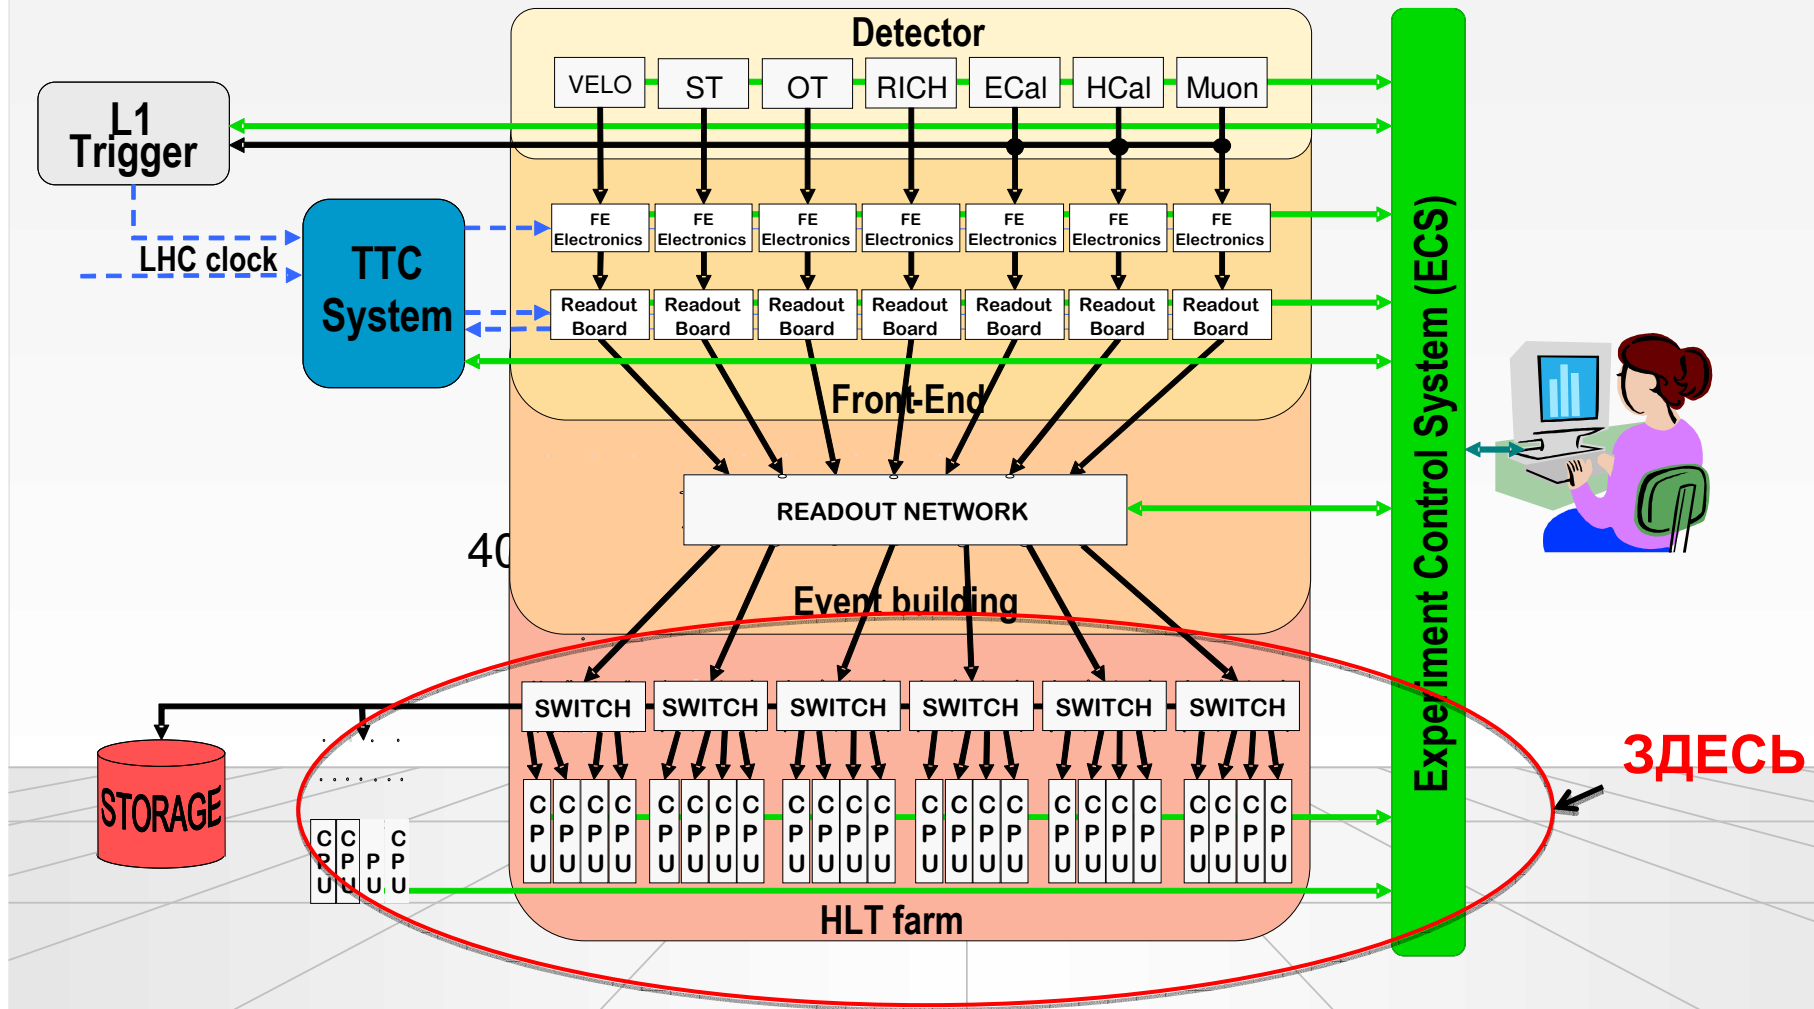 Detector
VELO ST OT RICH ECal HCal Muon
L1
Trigger
FE FE FE FE FE FE FE
Electronics Electronics Electronics Electronics Electronics Electronics Electronics
LHC clock
TTC
System
Readout Readout Readout Readout Readout Readout Readout
Board Board Board Board Board Board Board
Front-End
READOUT NETWORK
40
Event building
Experiment Control System (ECS)
SWITCH SWITCH SWITCH SWITCH SWITCH SWITCH
ЗДЕСЬ
STORAGE
CPU CPU CPU CPU CPU CPU CPU CPU CPU CPU CPU CPU CPU CPU CPU CPU CPU CPU CPU CPU CPU CPU CPU CPU
CPU CPU PU CPU
HLT farm